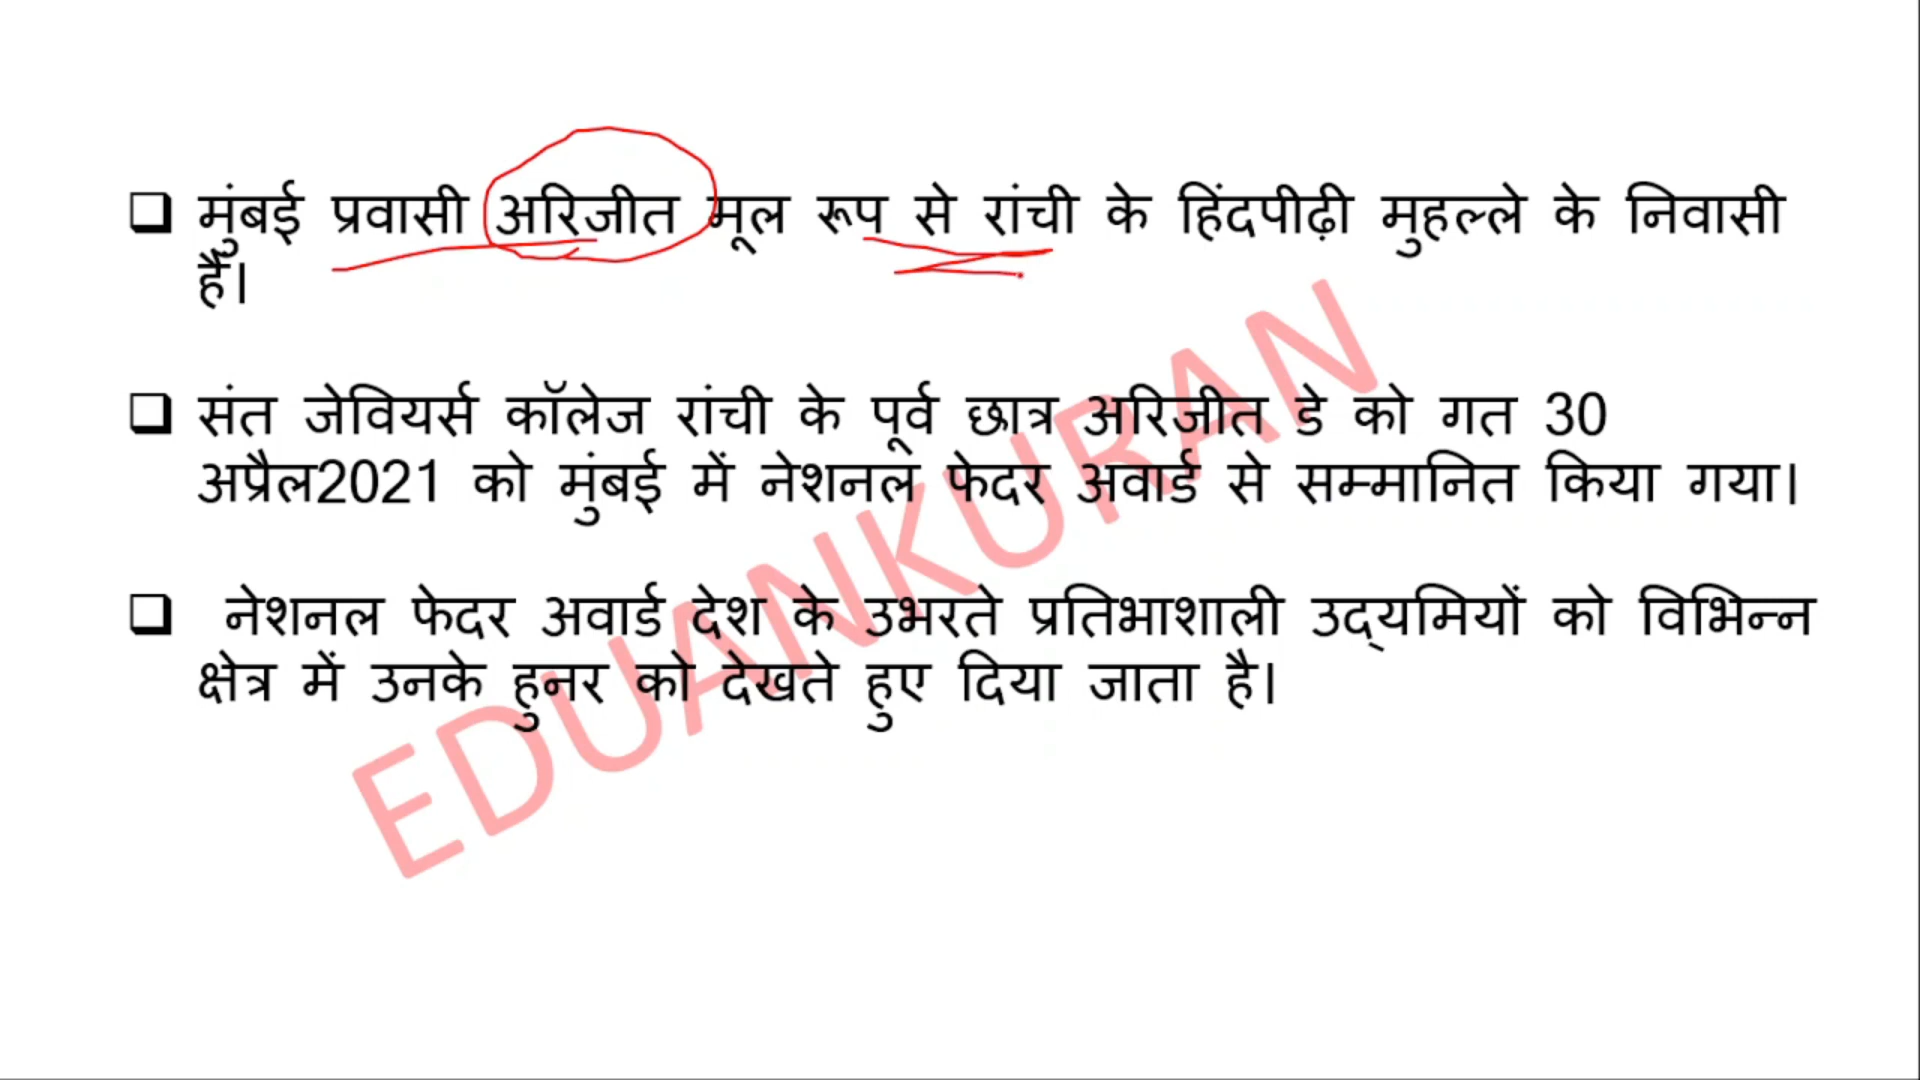 ❑ मुंबई प्रवासी अरिजीत मूल रूप से रांची के हिंदपीढ़ी मुहल्ले के निवासी
हैं।
❑ संत जेवियर्स कॉलेज रांची के पूर्व छात्र अरिजीत डे को गत 30
अप्रैल2021 को मुंबई में नेशनल फेदर अवार्ड से सम्मानित किया गया।
❑ नेशनल फेदर अवार्ड देश के उभरते प्रतिभाशाली उद्यमियों को विभिन्न
क्षेत्र में उनके हुनर को देखते हुए दिया जाता है।
EDUANKURAN